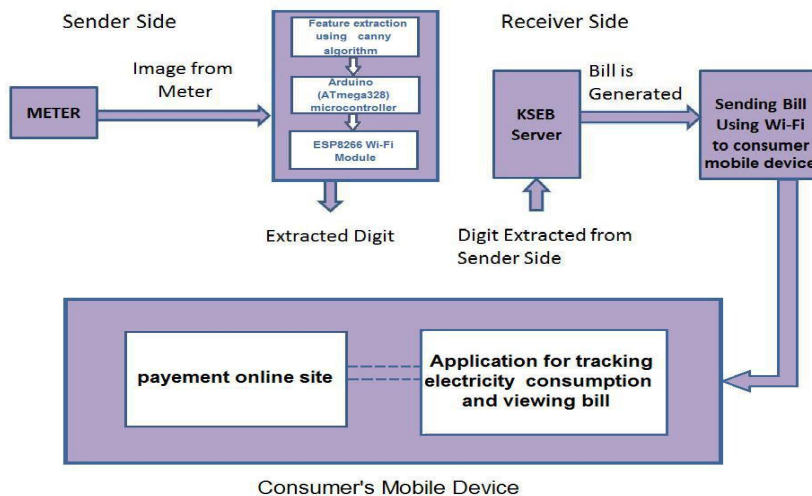 Sender Side
Receiver Side
Image from
Meter
METER
Feature extraction
using canny
algorithm
Arduino
(ATmega328)
microcontroller
ESP8266 Wi-Fi
Module
Extracted Digit
KSEB
Server
Bill is
Generated
Sending Bill
Using Wi-Fi
to consumer
mobile device
Digit Extracted from
Sender Side
payement online site
Application for tracking
electricity consumption
and viewing bill
Consumer's Mobile Device